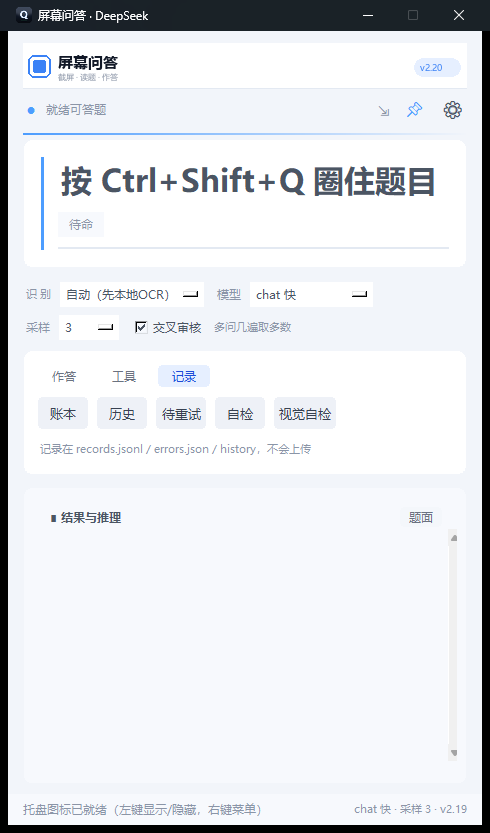 屏幕问答 · DeepSeek
屏幕问答
截屏 · 读题 · 作答
v2.20
就绪可答题
按 Ctrl+Shift+Q 圈住题目
待命
识别 自动（先本地OCR） 模型 chat 快
采样 3 交叉审核 多问几遍取多数
作答 工具 记录
账本 历史 待重试 自检 视觉自检
记录在 records.jsonl / errors.json / history，不会上传
结果与推理 题面
托盘图标已就绪（左键显示/隐藏，右键菜单） chat 快 · 采样 3 · v2.19